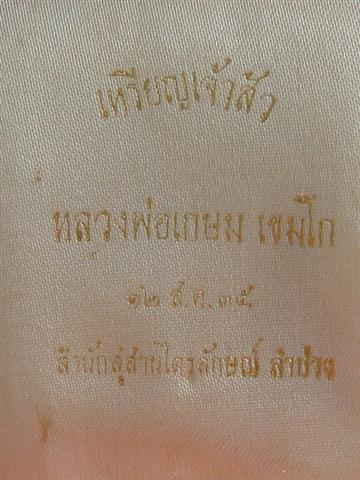 เหรียญเจ้าสัว
หลวงพ่อเกษม เขมโก
๑๒ ส.ค.๓๕
สำนักสุสานไตรลักษณ์ ลำปาง